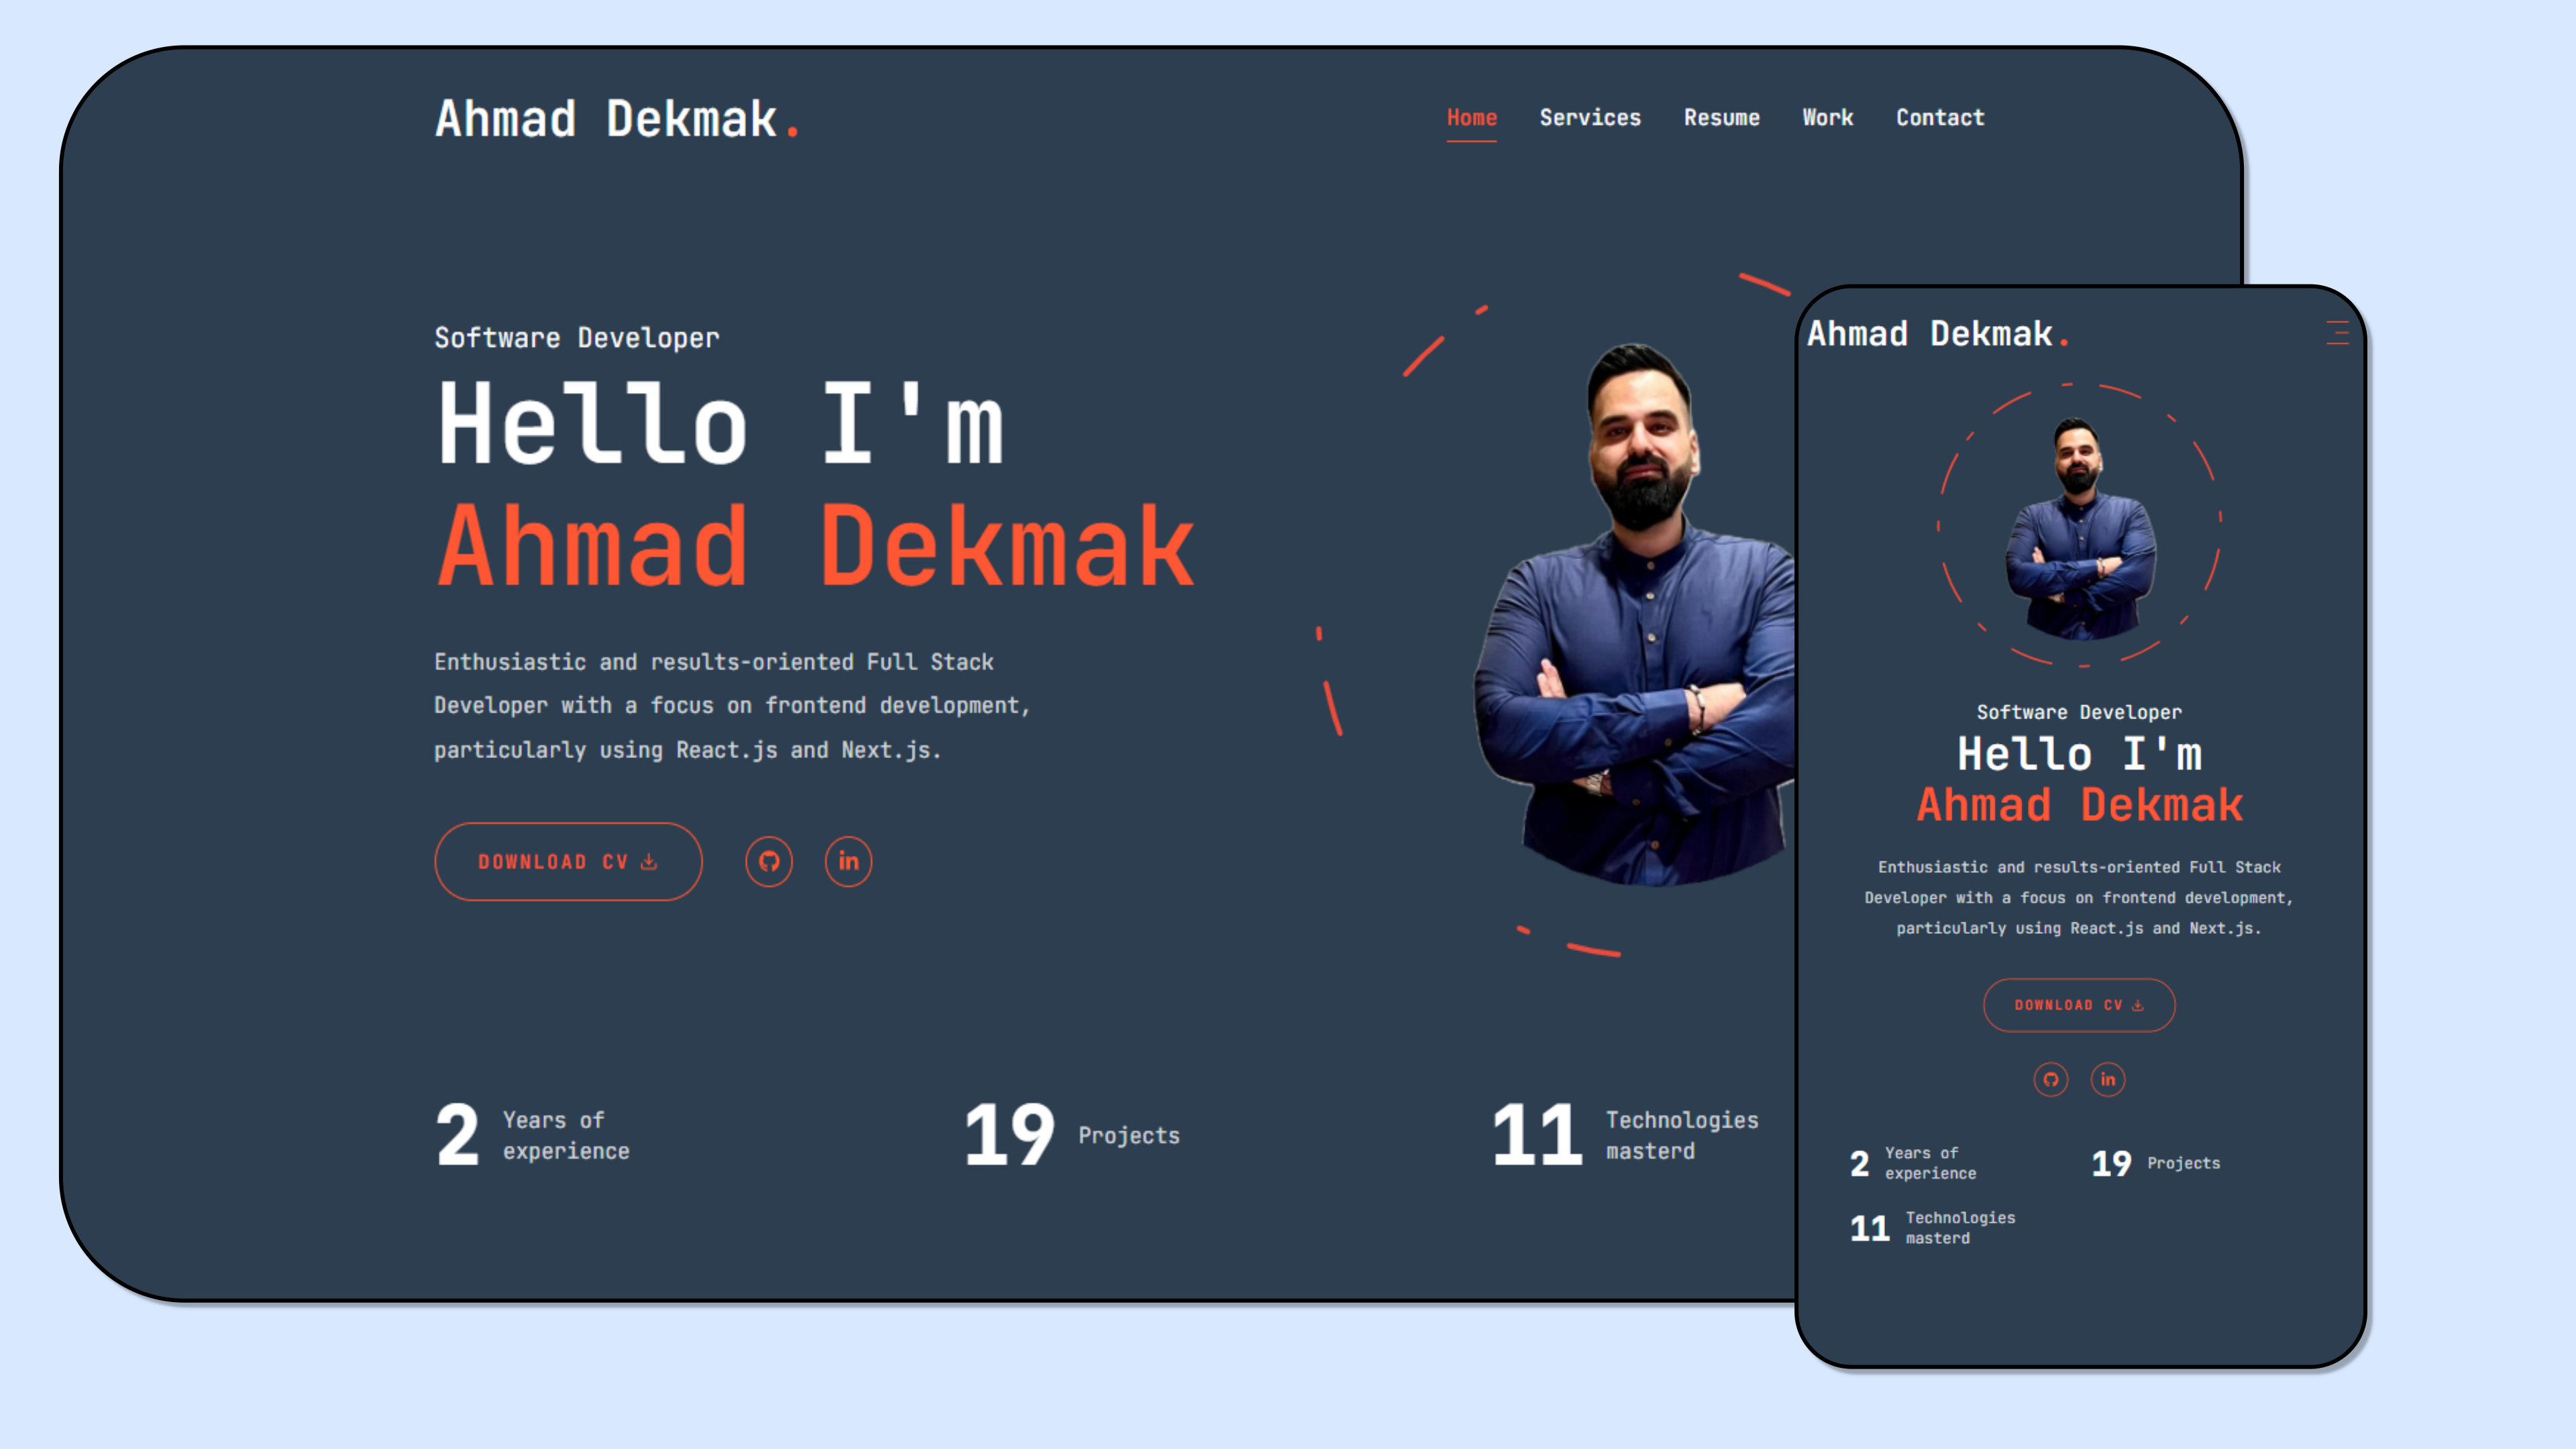 Ahmad Dekmak.
Home Services Resume Work Contact
Software Developer
Hello I'm
Ahmad Dekmak
Enthusiastic and results-oriented Full Stack
Developer with a focus on frontend development,
particularly using React.js and Next.js.
DOWNLOAD CV
in
2 Years of
experience
19 Projects
11 Technologies
masterd
Ahmad Dekmak.
Software Developer
Hello I'm
Ahmad Dekmak
Enthusiastic and results-oriented Full Stack
Developer with a focus on frontend development,
particularly using React.js and Next.js.
DOWNLOAD CV
in
2 Years of
experience
19 Projects
11 Technologies
masterd